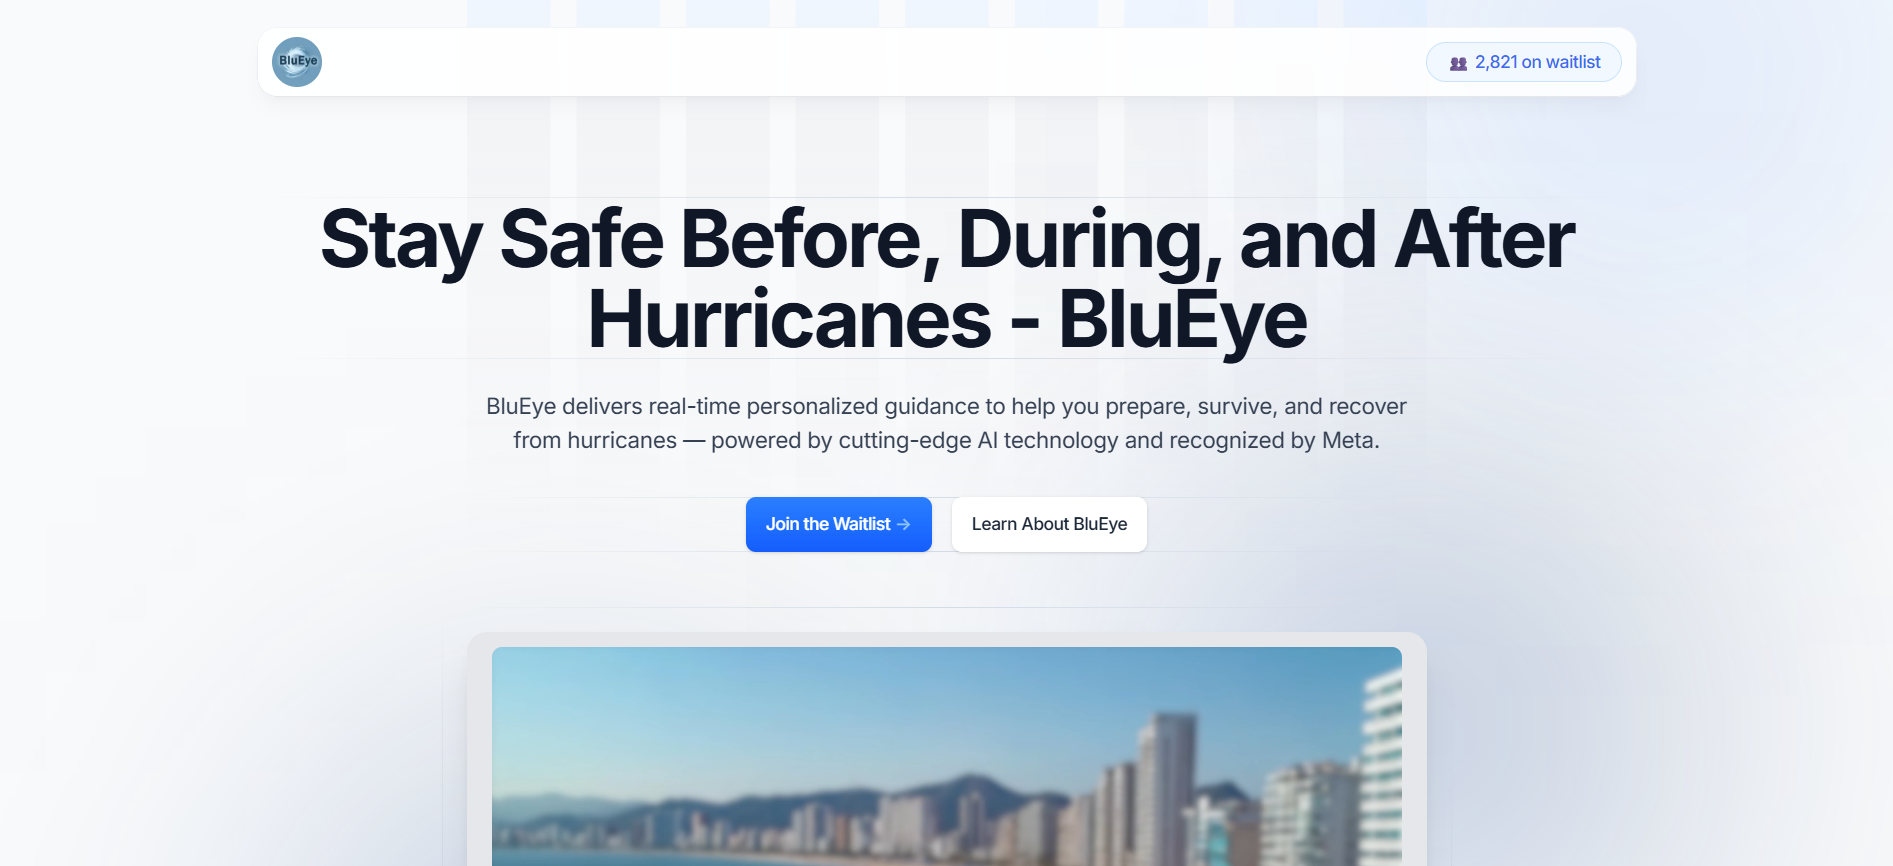 BluEye
2,821 on waitlist
Stay Safe Before, During, and After
Hurricanes - BluEye
BluEye delivers real-time personalized guidance to help you prepare, survive, and recover
from hurricanes — powered by cutting-edge AI technology and recognized by Meta.
Join the Waitlist →
Learn About BluEye